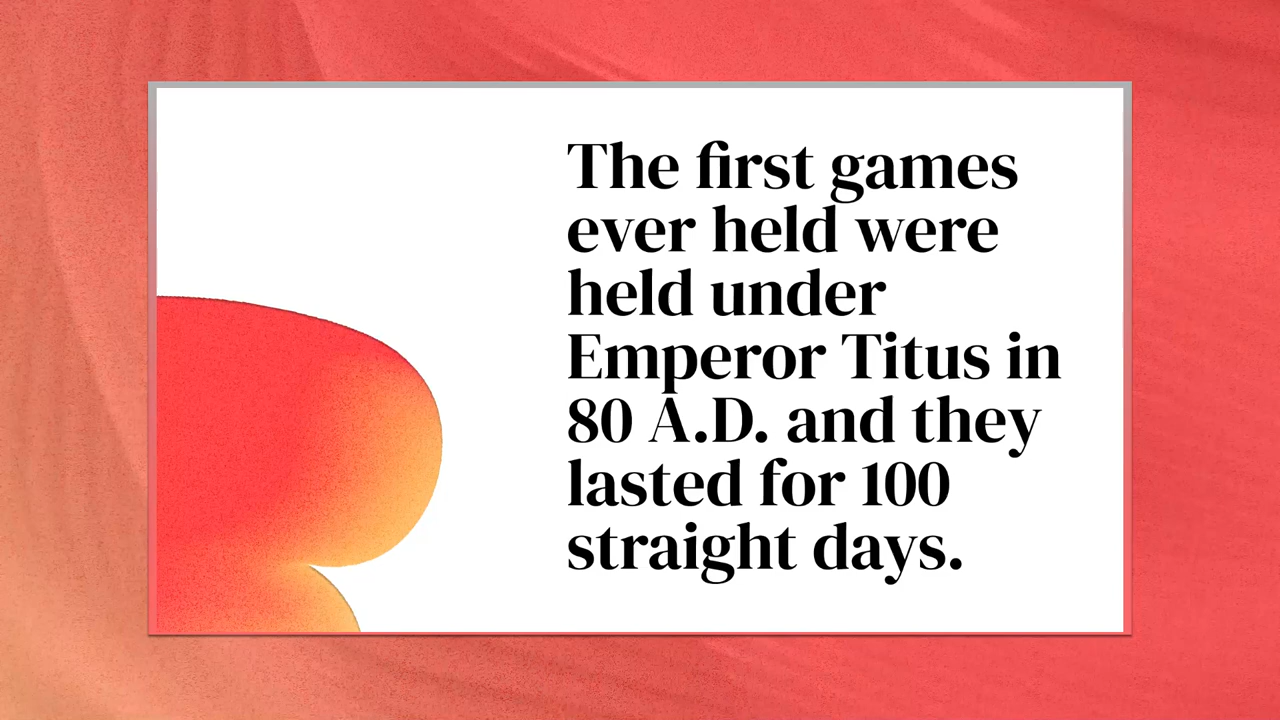 The first games
ever held were
held under
Emperor Titus in
80 A.D. and they
lasted for 100
straight days.